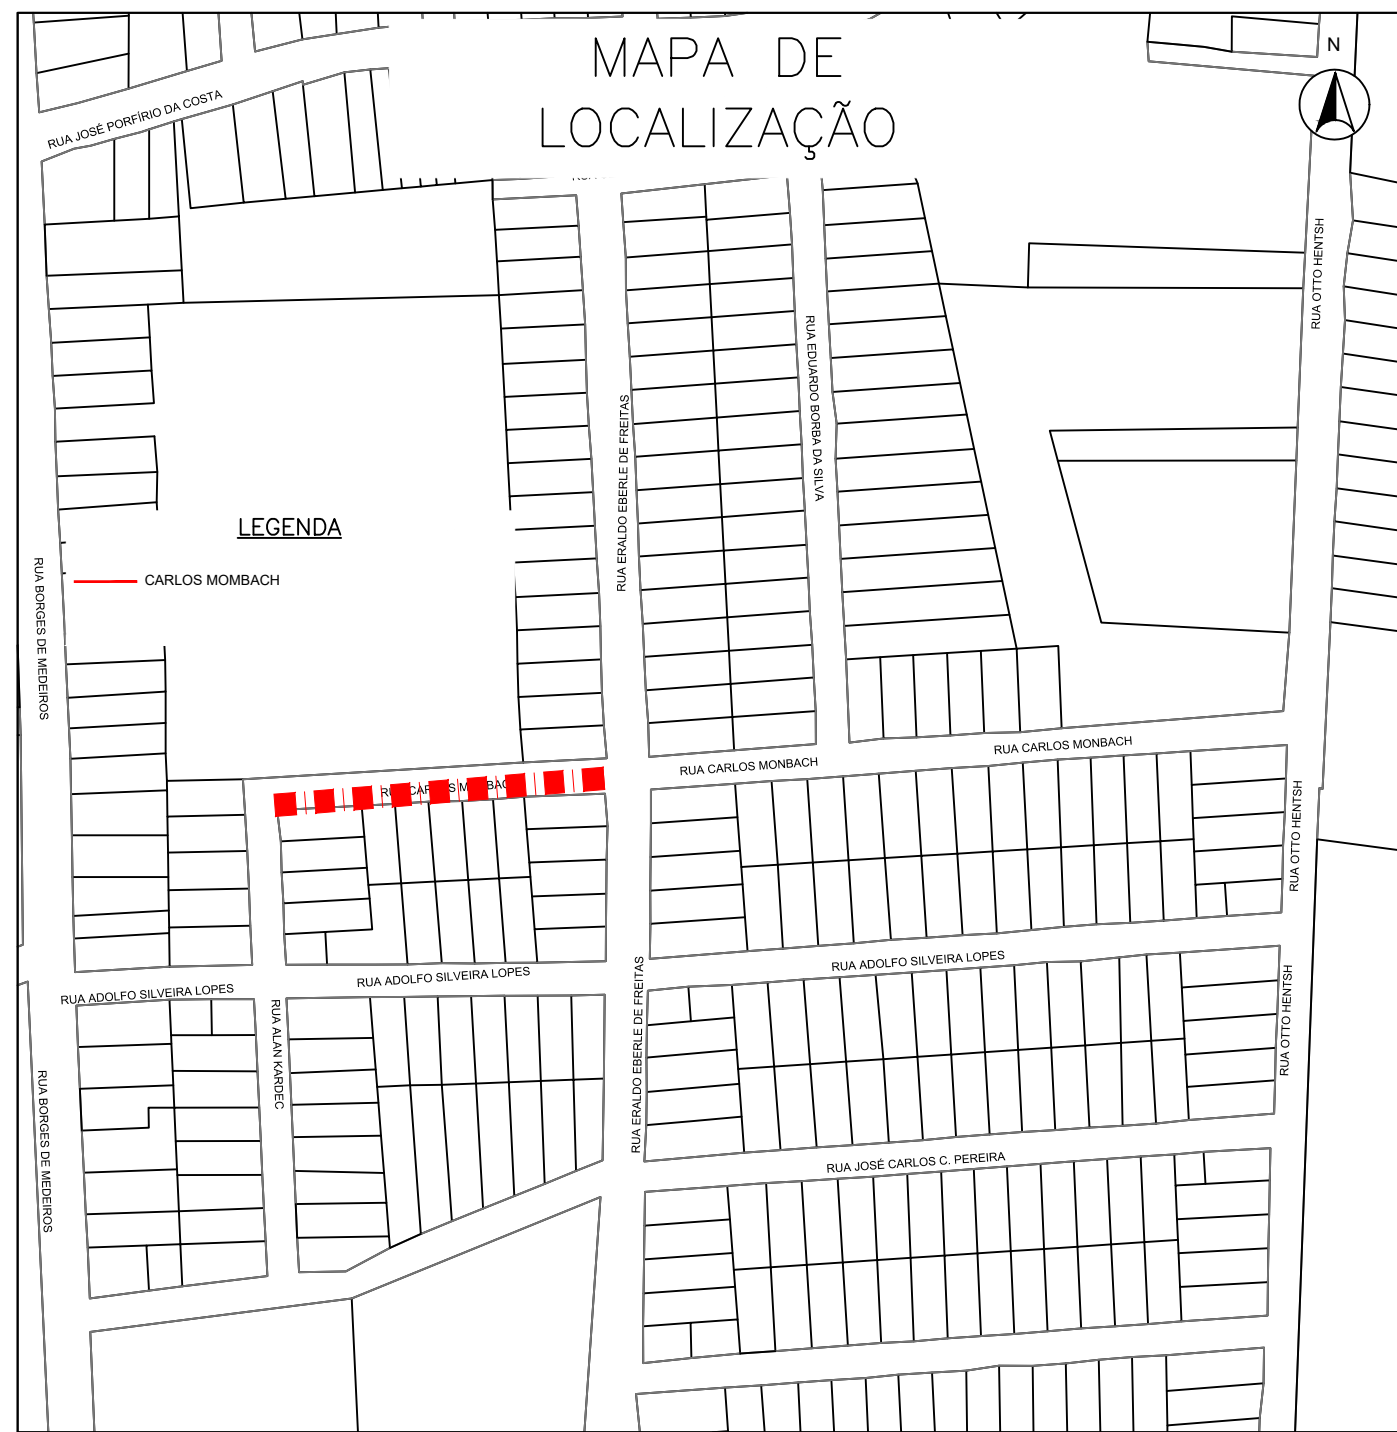 MAPA DE
LOCALIZAÇÃO
N
RUA JOSÉ PORFÍRIO DA COSTA
RUA OTTO HENTSH
RUA EDUARDO BORBA DA SILVA
RUA ERALDO EBERLE DE FREITAS
LEGENDA
CARLOS MOMBACH
RUA BORGES DE MEDEIROS
RUA CARLOS MONBACH
RUA CARLOS MONBACH
RUA CARLOS MONBACH
RUA OTTO HENTSH
RUA ADOLFO SILVEIRA LOPES
RUA ADOLFO SILVEIRA LOPES
RUA ADOLFO SILVEIRA LOPES
RUA ALAN KARDEC
RUA ERALDO EBERLE DE FREITAS
RUA OTTO HENTSH
RUA BORGES DE MEDEIROS
RUA JOSÉ CARLOS C. PEREIRA